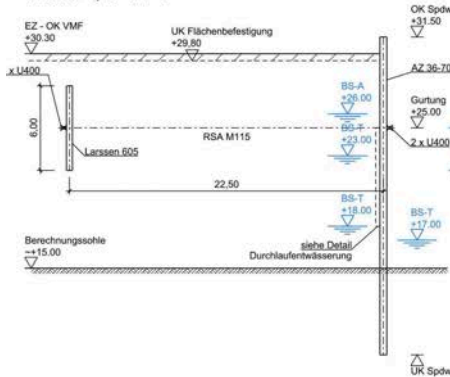 OK Spdw
+31.50
EZ - OK VMF
+30.30
UK Flächenbefestigung
+29,80
AZ 36-70
x U400
BS-A
+26.00
Gurtung
+25.00
6,00
RSA M115
BS-T
+23.00
2 x U400
Larssen 605
22,50
BS-T
+18.00
BS-T
+17.00
Berechnungssohle
~+15.00
siehe Detail
Durchlaufentwässerung
UK Spdw